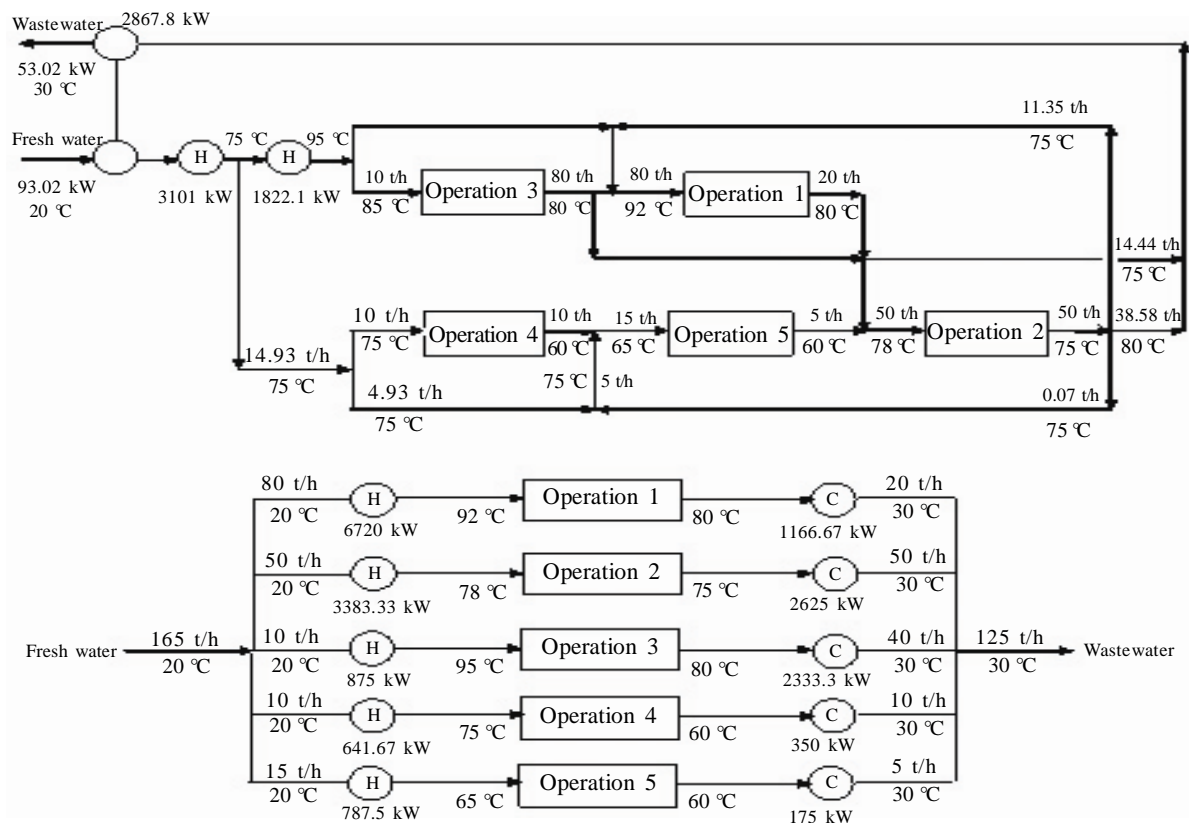 Wastewater
2867.8 kW
53.02 kW
30 ℃
Fresh water
75 ℃
95 ℃
H
H
93.02 kW
20 ℃
3101 kW
1822.1 kW
11.35 t/h
75 ℃
10 t/h
85℃
Operation 3
80 t/h
80 ℃
80 t/h
92 ℃
Operation 1
20 t/h
80℃
14.44 t/h
75 ℃
10 t/h
75 ℃
Operation 4
10 t/h
60℃
15 t/h
65℃
Operation 5
5 t/h
60 ℃
50 t/h
78 ℃
Operation 2
50 t/h
75 ℃
38.58 t/h
80 ℃
14.93 t/h
75 ℃
4.93 t/h
75 ℃
75 ℃
5 t/h
0.07 t/h
75 ℃
80 t/h
20 ℃
H
6720 kW
92 ℃
Operation 1
80 ℃
C
1166.67 kW
20 t/h
30 ℃
50 t/h
20 ℃
H
3383.33 kW
78 ℃
Operation 2
75 ℃
C
2625 kW
50 t/h
30 ℃
Fresh water
165 t/h
20 ℃
10 t/h
20 ℃
H
875 kW
95 ℃
Operation 3
80 ℃
C
2333.3 kW
40 t/h
30 ℃
125 t/h
30 ℃
Wastewater
10 t/h
20 ℃
H
641.67 kW
75 ℃
Operation 4
60 ℃
C
350 kW
10 t/h
30 ℃
15 t/h
20 ℃
H
787.5 kW
65 ℃
Operation 5
60 ℃
C
175 kW
5 t/h
30 ℃